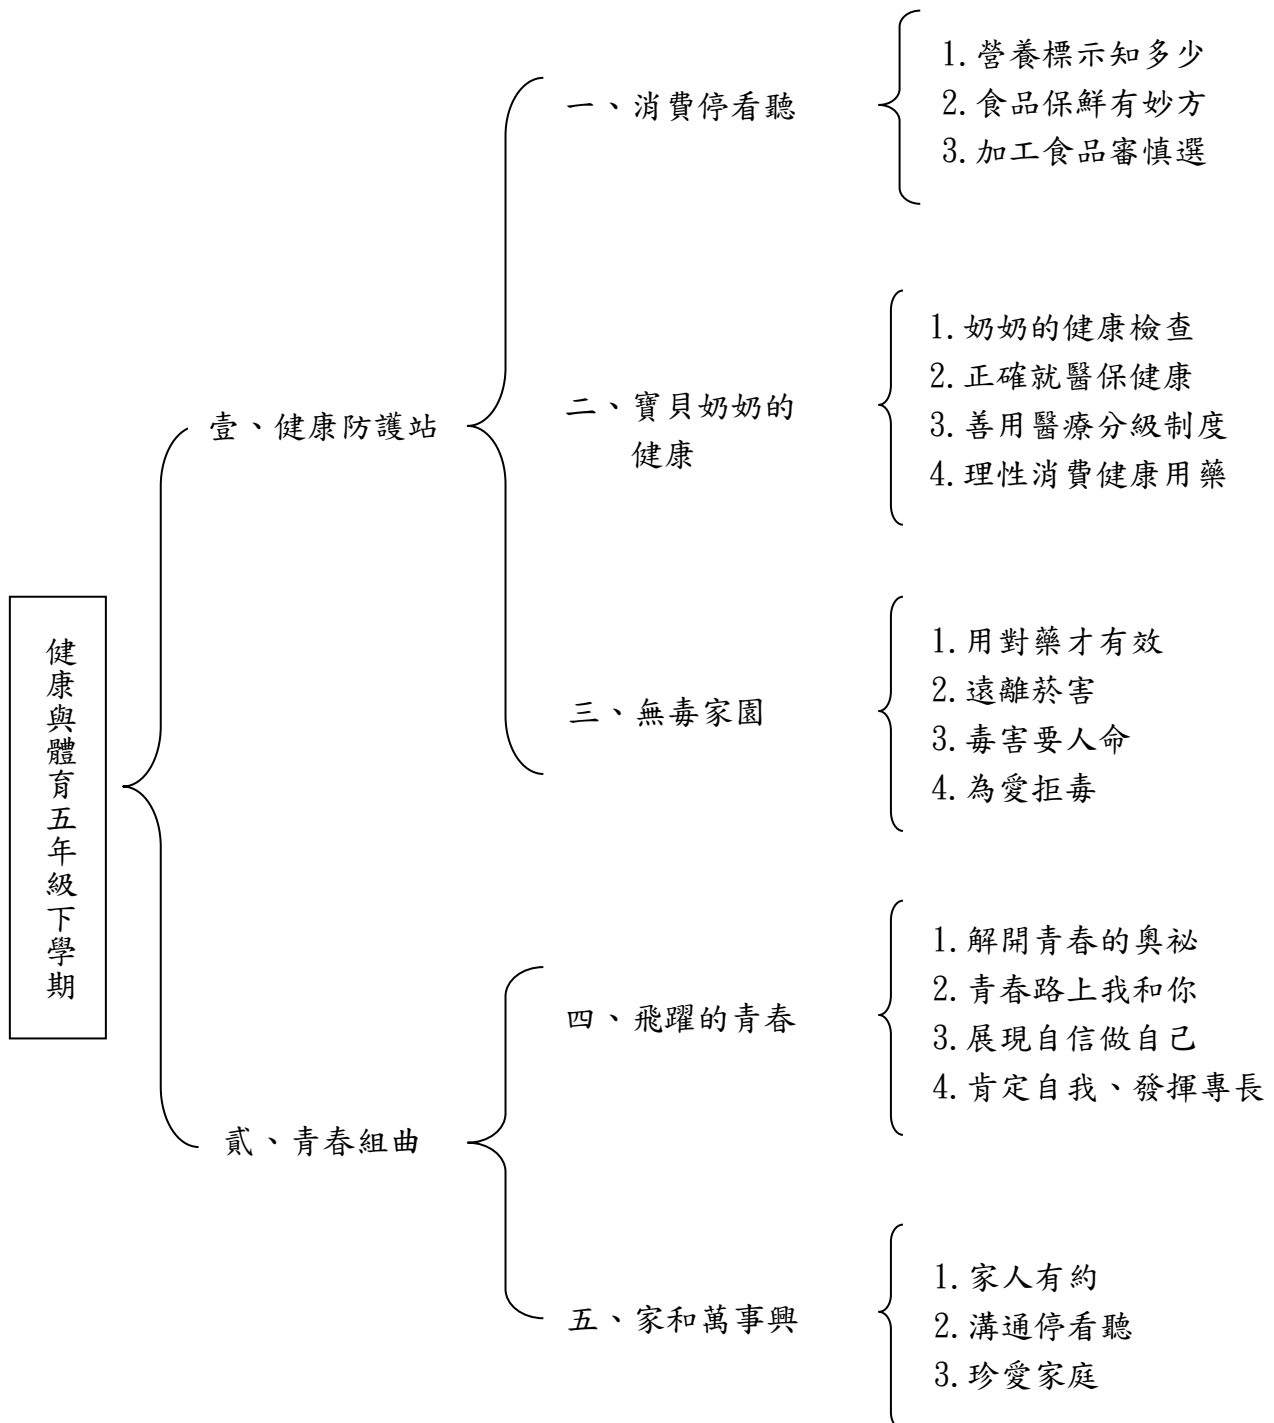 健康與體育五年級下學期
壹、健康防護站
一、消費停看聽
1.營養標示知多少
2.食品保鮮有妙方
3.加工食品審慎選
二、寶貝奶奶的
健康
1.奶奶的健康檢查
2.正確就醫保健康
3.善用醫療分級制度
4.理性消費健康用藥
三、無毒家園
1.用對藥才有效
2.遠離菸害
3.毒害要人命
4.為愛拒毒
貳、青春組曲
四、飛躍的青春
1.解開青春的奧祕
2.青春路上我和你
3.展現自信做自己
4.肯定自我、發揮專長
五、家和萬事興
1.家人有約
2.溝通停看聽
3.珍愛家庭